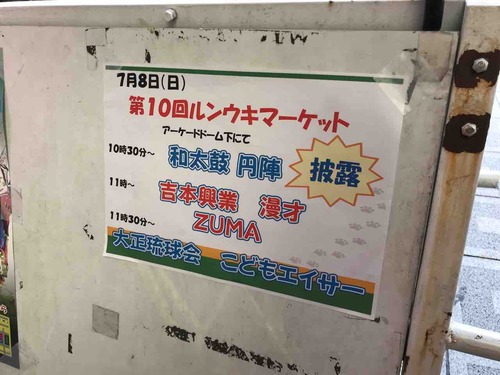 7月8日(日)
第10回ルンウキマーケット
アーケードドーム下にて
10時30分~ 和太鼓 円陣 披露
11時~ 吉本興業 漫才
11時30分~ ZUMA
大正琉球会 こどもエイサー